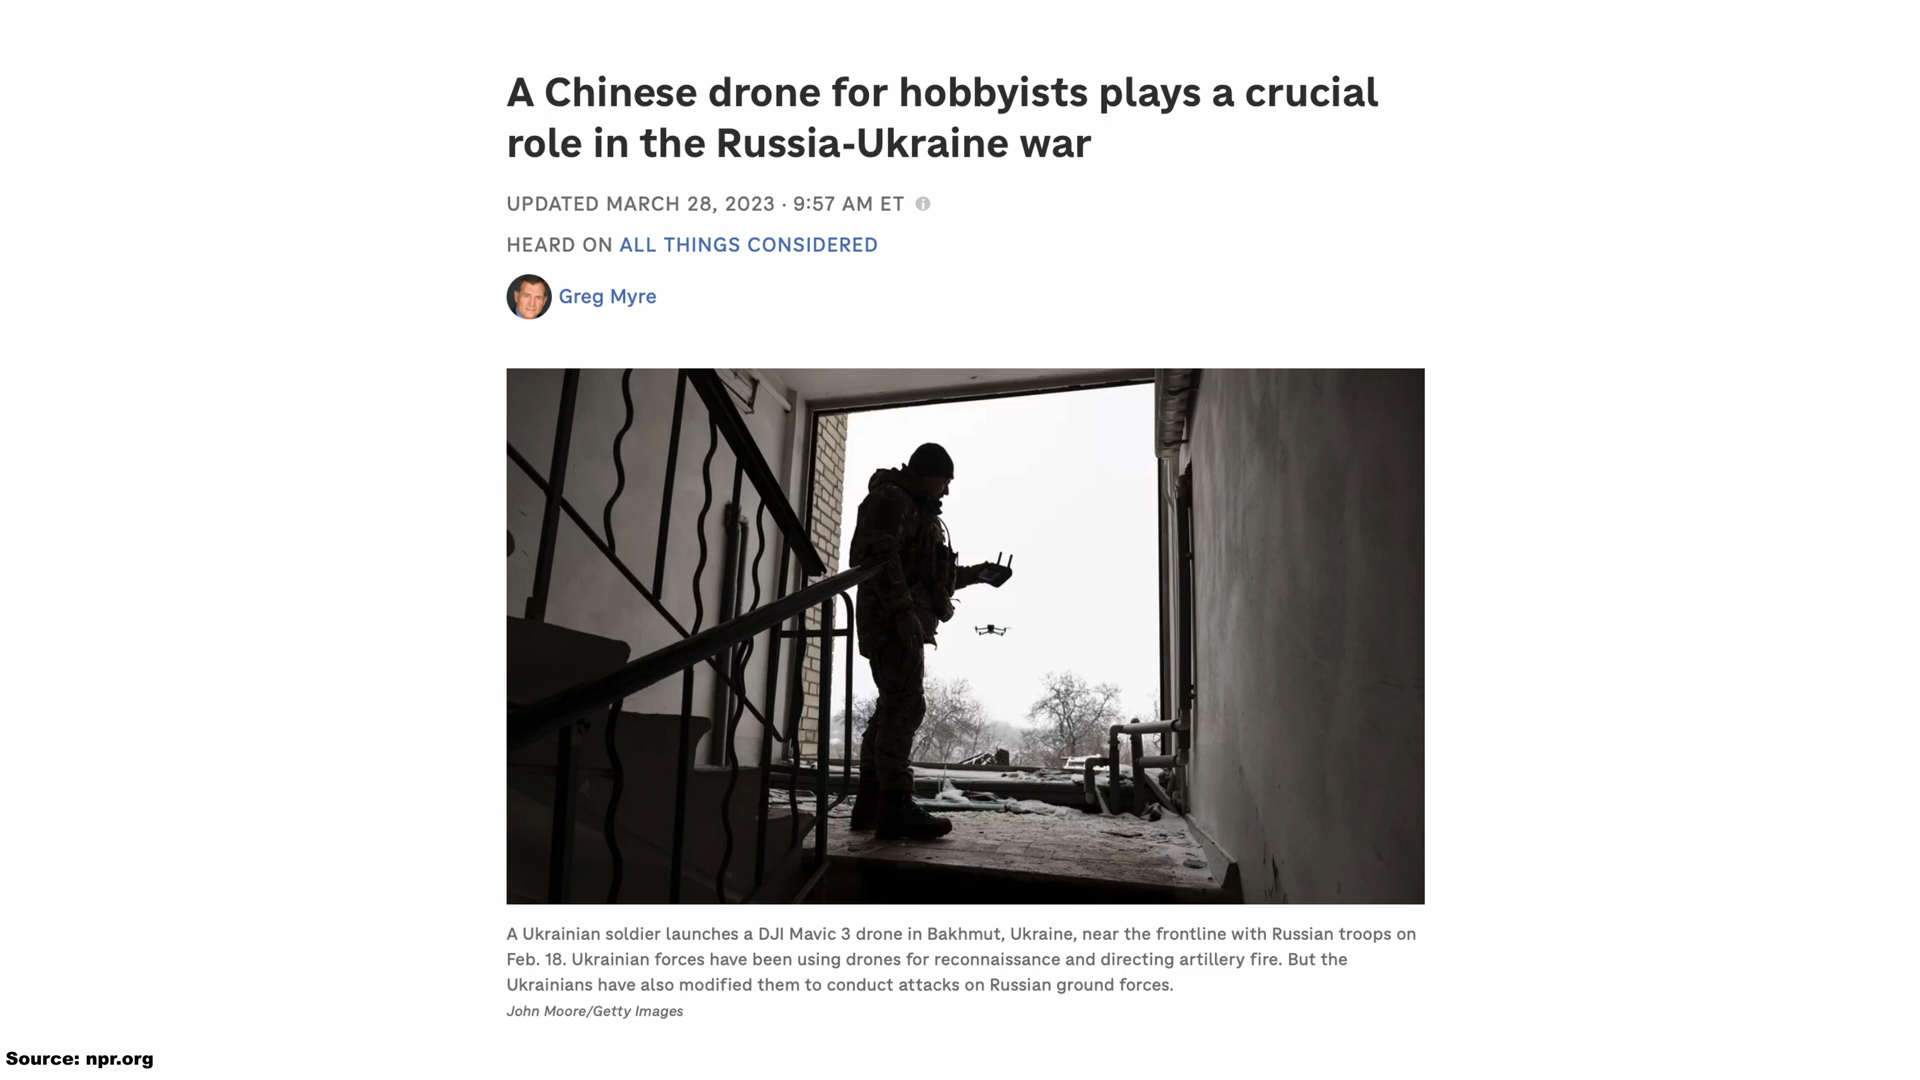 A Chinese drone for hobbyists plays a crucial
role in the Russia-Ukraine war
UPDATED MARCH 28, 2023 · 9:57 AM ET
HEARD ON ALL THINGS CONSIDERED
Greg Myre
A Ukrainian soldier launches a DJI Mavic 3 drone in Bakhmut, Ukraine, near the frontline with Russian troops on
Feb. 18. Ukrainian forces have been using drones for reconnaissance and directing artillery fire. But the
Ukrainians have also modified them to conduct attacks on Russian ground forces.
John Moore/Getty Images
Source: npr.org